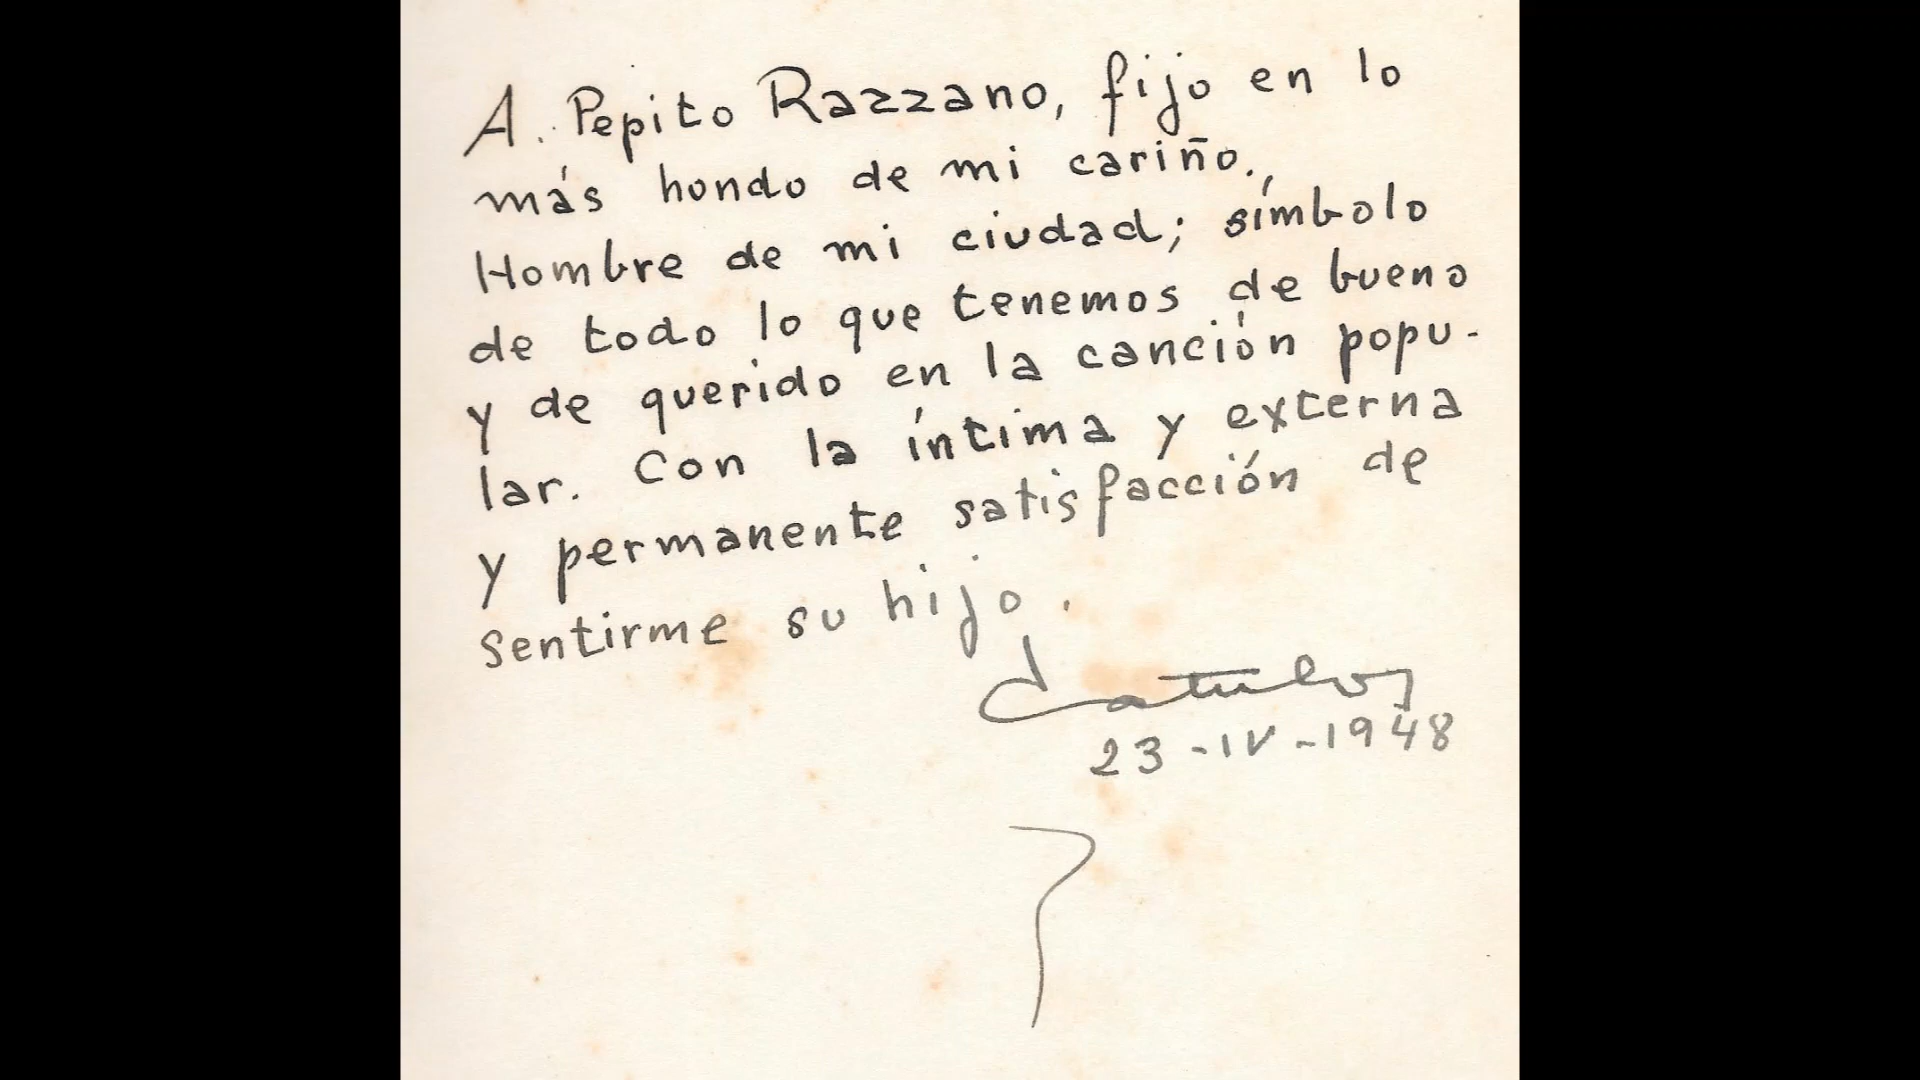 A. Pepito Razzano, fijo en lo
más hondo de mi cariño.,
Hombre de mi ciudad; símbolo
de todo lo que tenemos de bueno
y de querido en la canción popu-
lar. Con la íntima y externa
y permanente satisfacción de
sentirme su hijo.
Catulo
23-IV-1948